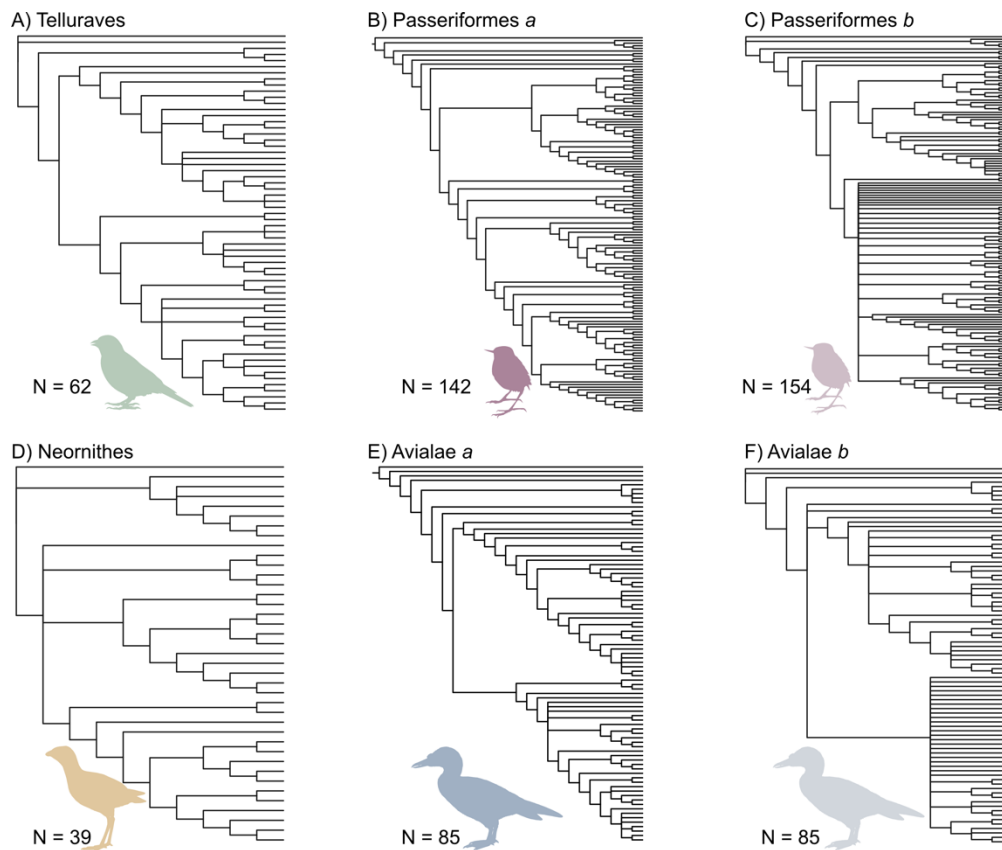 A) Telluraves
B) Passeriformes a
C) Passeriformes b
N = 62
N = 142
N = 154
D) Neornithes
E) Avialae a
F) Avialae b
N = 39
N = 85
N = 85